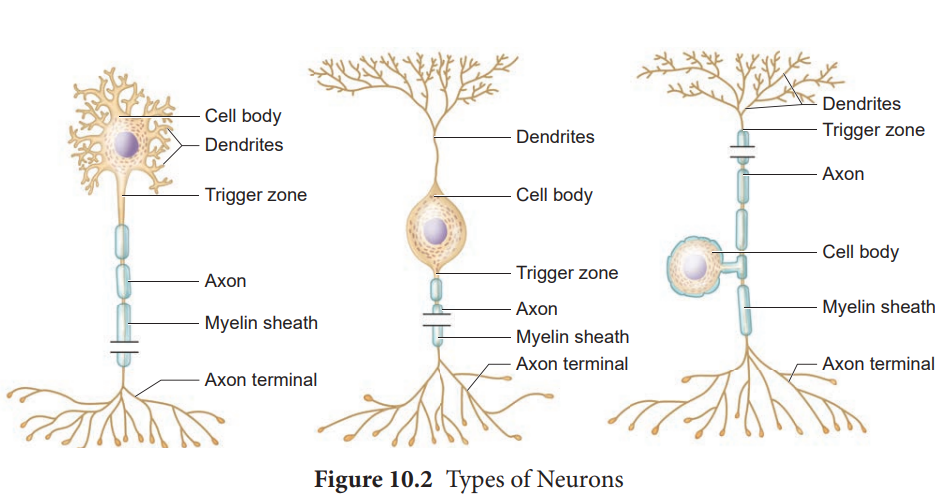 Cell body
Dendrites
Trigger zone
Axon
Myelin sheath
Axon terminal
Dendrites
Cell body
Trigger zone
Axon
Myelin sheath
Axon terminal
Dendrites
Trigger zone
Axon
Cell body
Myelin sheath
Axon terminal
Figure 10.2 Types of Neurons